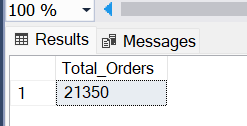 100 %
Results Messages
Total_Orders
1 21350